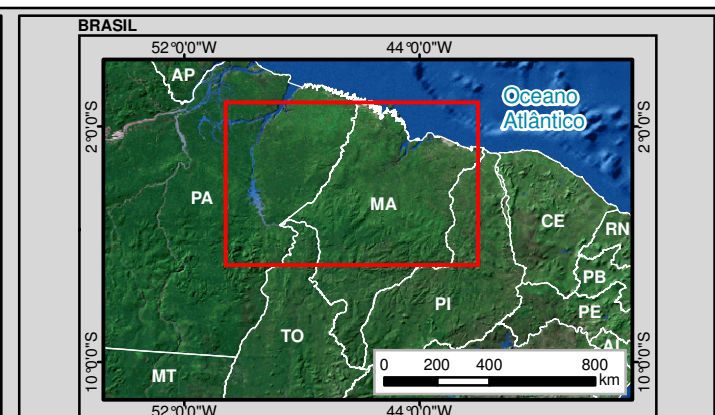 BRASIL
52°0'0"W 44°0'0"W
AP
Oceano
Atlântico
2°0'0"S 2°0'0"S
PA
MA
CE
RN
PB
PI
PE
TO
AL
MT
10°0'0"S 10°0'0"S
0 200 400 800
km
52°0'0"W 44°0'0"W